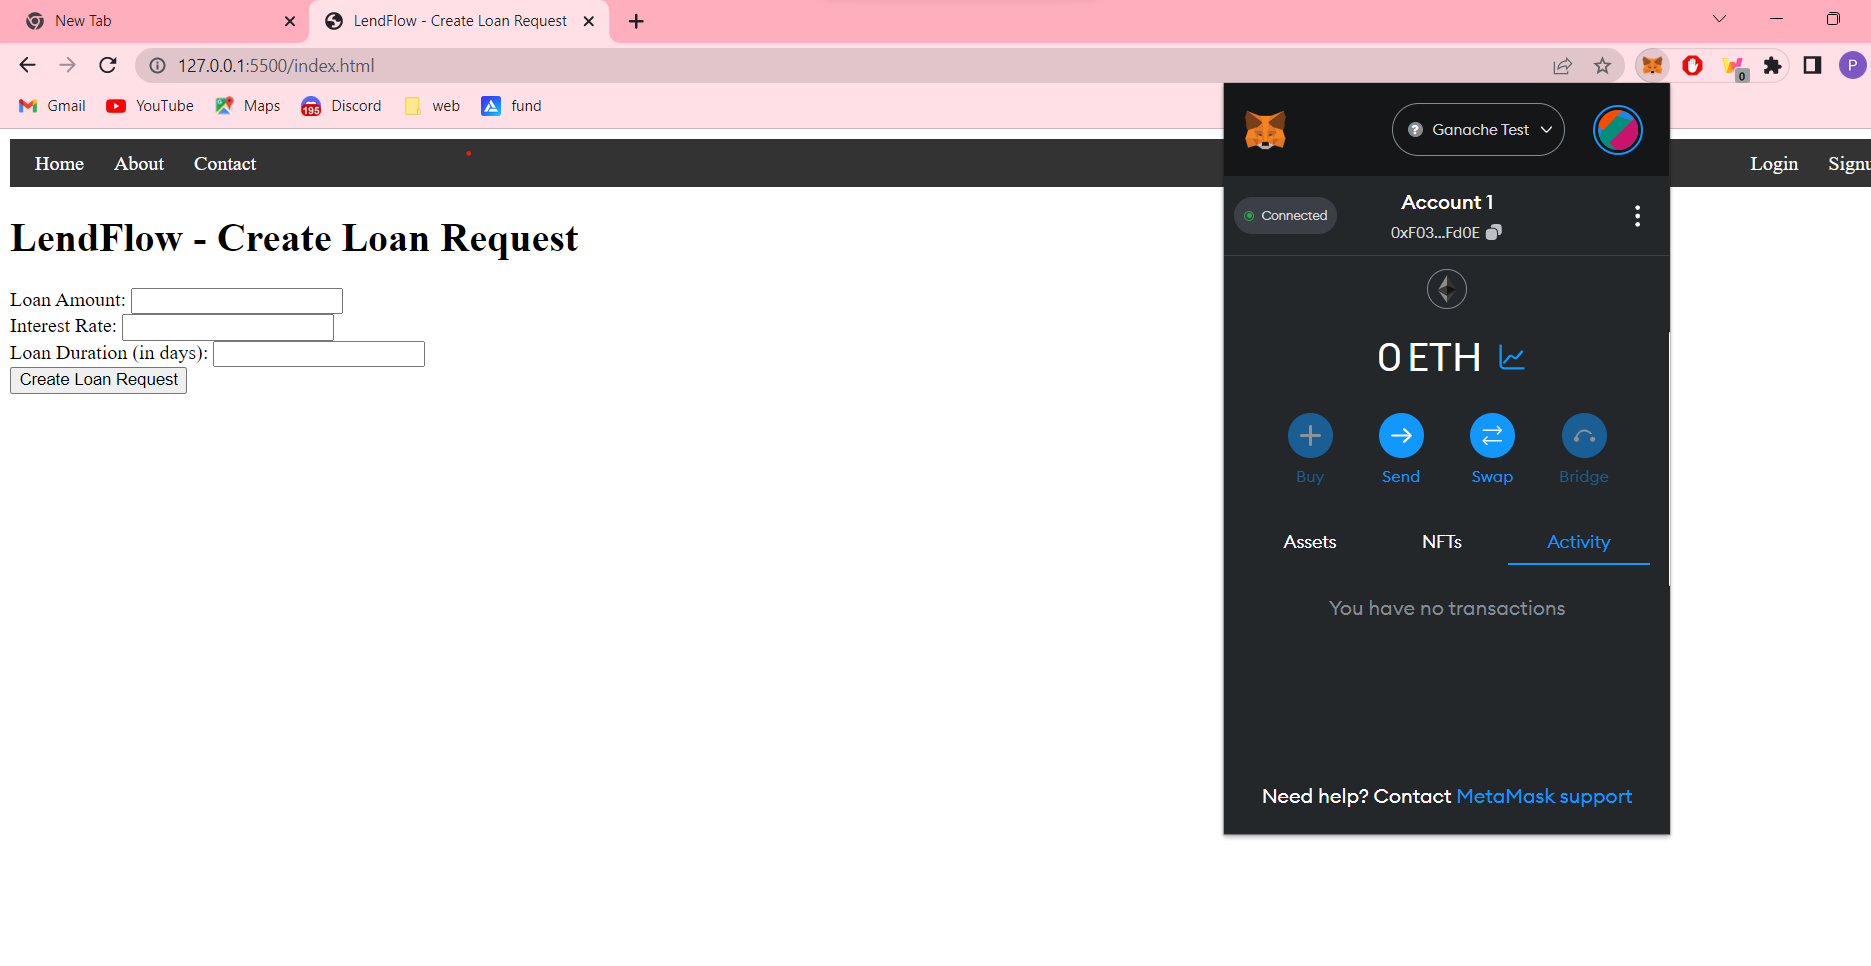 New Tab
LendFlow - Create Loan Request
127.0.0.1:5500/index.html
0
P
Gmail
YouTube
Maps
195
Discord
web
fund
Home About Contact
Login Signu
LendFlow - Create Loan Request
Loan Amount:
Interest Rate:
Loan Duration (in days):
Create Loan Request
? Ganache Test
Connected
Account 1
0xF03...Fd0E
0 ETH
Buy Send Swap Bridge
Assets NFTs Activity
You have no transactions
Need help? Contact MetaMask support